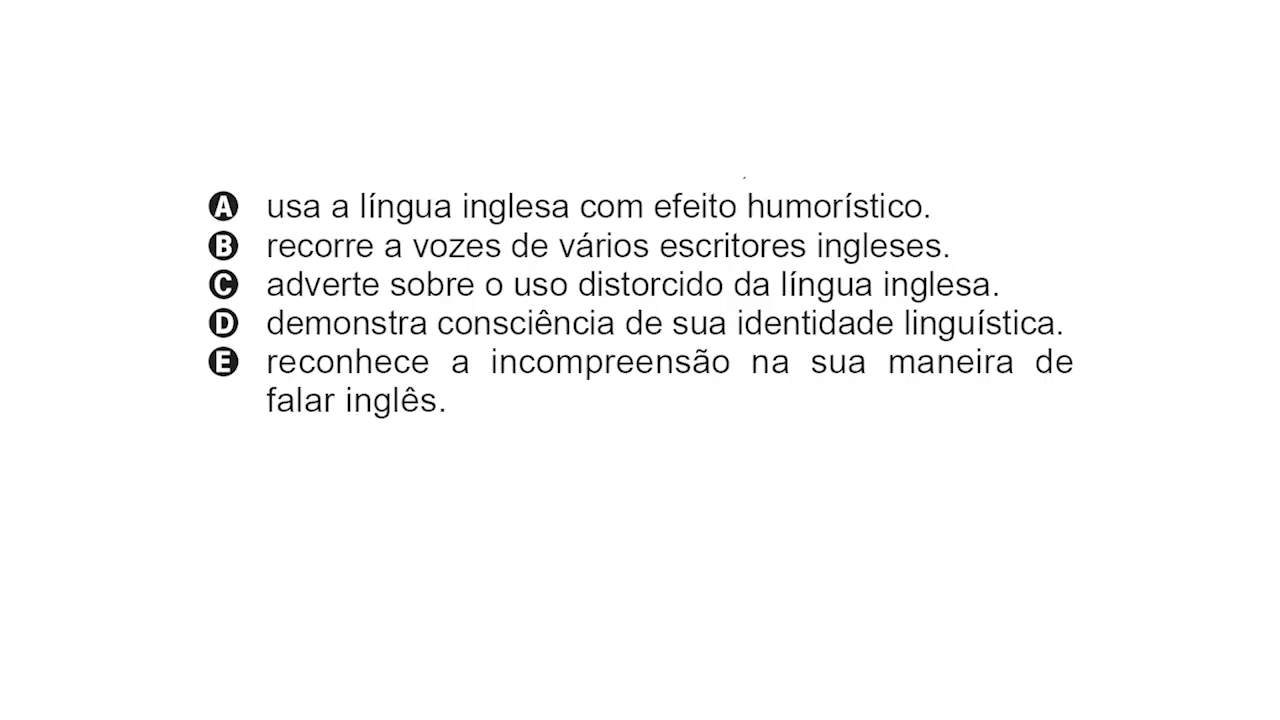 A usa a língua inglesa com efeito humorístico.
B recorre a vozes de vários escritores ingleses.
C adverte sobre o uso distorcido da língua inglesa.
D demonstra consciência de sua identidade linguística.
E reconhece a incompreensão na sua maneira de
falar inglês.